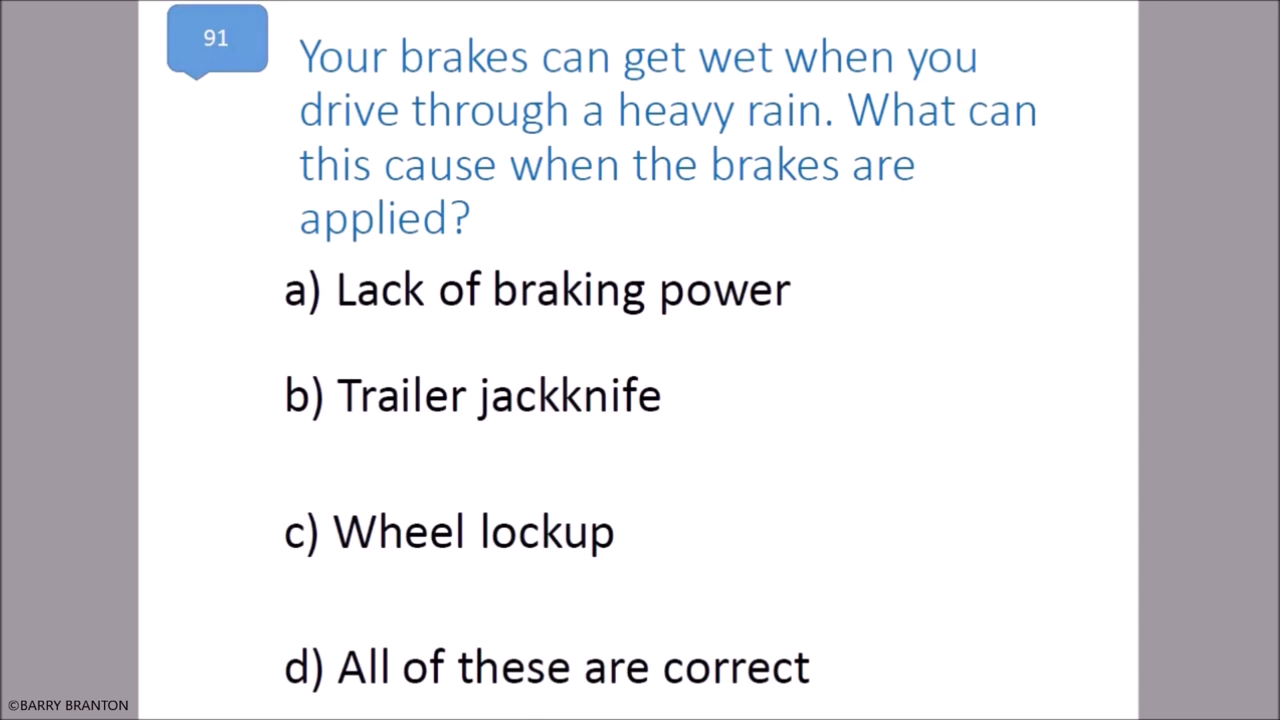 91
Your brakes can get wet when you
drive through a heavy rain. What can
this cause when the brakes are
applied?
a) Lack of braking power
b) Trailer jackknife
c) Wheel lockup
d) All of these are correct
©BARRY BRANTON